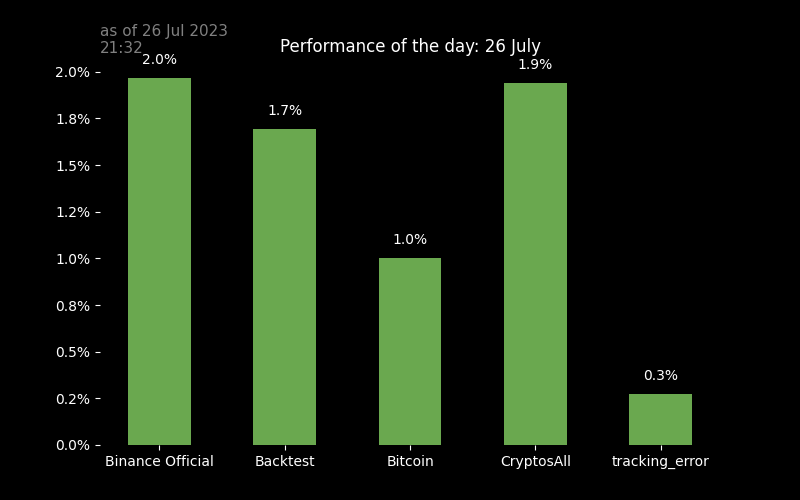 as of 26 Jul 2023
21:32
Performance of the day: 26 July
2.0%
1.8%
1.5%
1.2%
1.0%
0.8%
0.5%
0.2%
0.0%
2.0%
1.7%
1.0%
1.9%
0.3%
Binance Official
Backtest
Bitcoin
CryptosAll
tracking_error